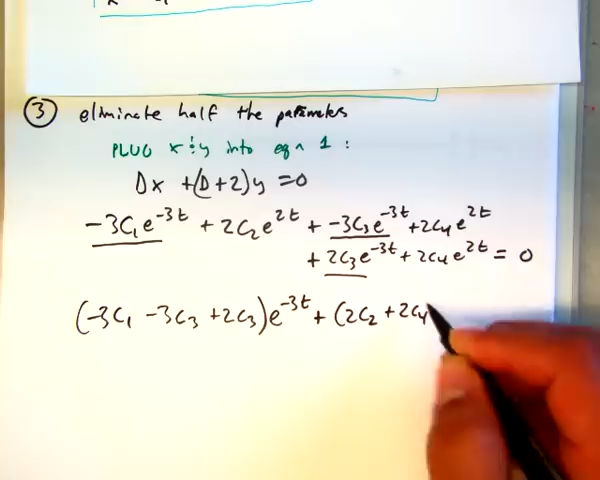 ③ eliminate half the parameters
PLUG x & y into eqn 1 :
Dx +(D+2)y =0
-3C₁e^{-3t} + 2C₂e^{2t} + -3C₃e^{-3t} +2C₄e^{2t}
+ 2C₃e^{-3t} + 2C₄e^{2t} = 0
(-3C₁ -3C₃ +2C₃)e^{-3t} + (2C₂ +2C₄